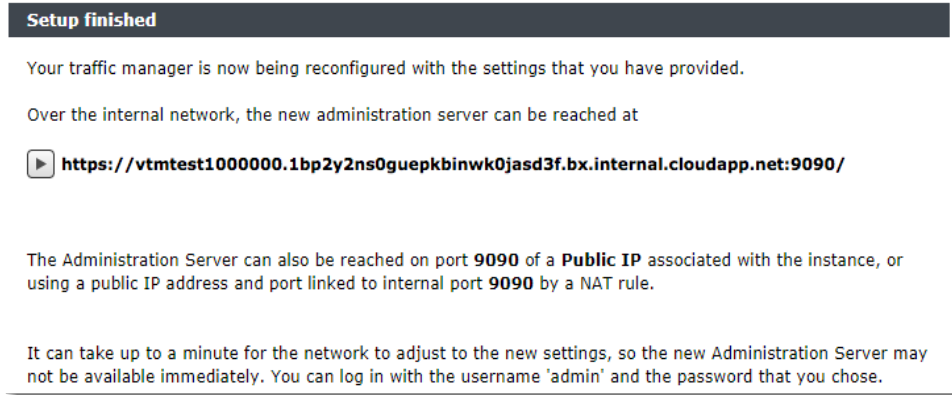 Setup finished
Your traffic manager is now being reconfigured with the settings that you have provided.
Over the internal network, the new administration server can be reached at
https://vtmtest1000000.1bp2y2ns0guepkbinwk0jasd3f.bx.internal.cloudapp.net:9090/
The Administration Server can also be reached on port 9090 of a Public IP associated with the instance, or
using a public IP address and port linked to internal port 9090 by a NAT rule.
It can take up to a minute for the network to adjust to the new settings, so the new Administration Server may
not be available immediately. You can log in with the username 'admin' and the password that you chose.